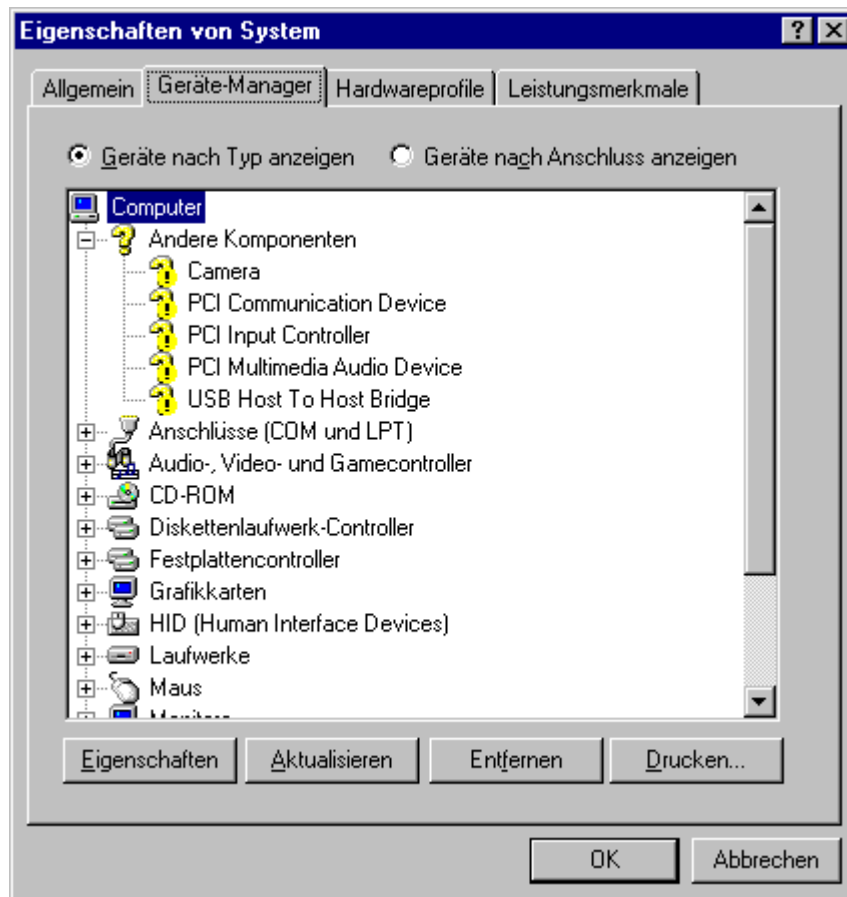 Eigenschaften von System
Allgemein Geräte-Manager Hardwareprofile Leistungsmerkmale
Geräte nach Typ anzeigen Geräte nach Anschluss anzeigen
Computer
Andere Komponenten
Camera
PCI Communication Device
PCI Input Controller
PCI Multimedia Audio Device
USB Host To Host Bridge
Anschlüsse (COM und LPT)
Audio-, Video- und Gamecontroller
CD-ROM
Diskettenlaufwerk-Controller
Festplattencontroller
Grafikkarten
HID (Human Interface Devices)
Laufwerke
Maus
Eigenschaften Aktualisieren Entfernen Drucken...
OK Abbrechen